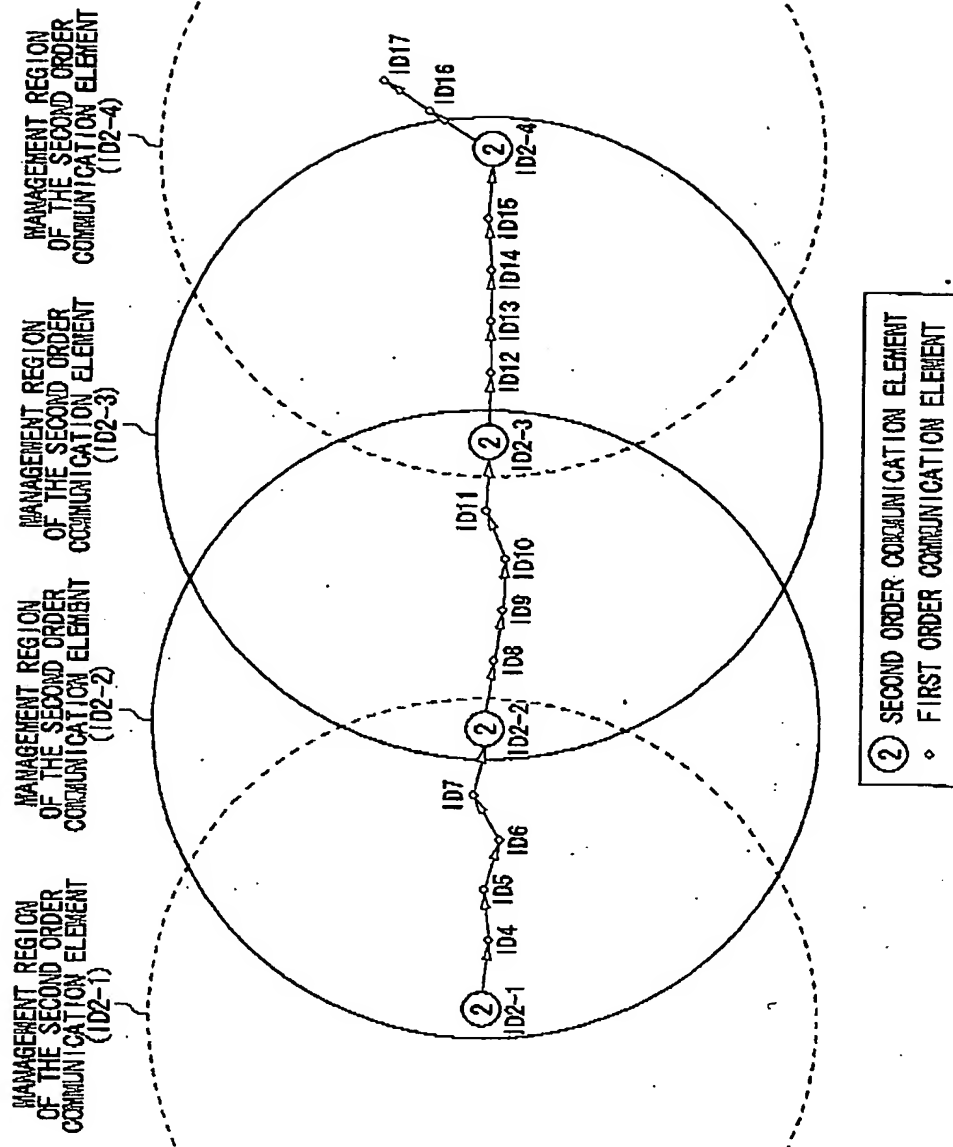 MANAGEMENT REGION
OF THE SECOND ORDER
COMMUNICATION ELEMENT
(ID2-1)
MANAGEMENT REGION
OF THE SECOND ORDER
COMMUNICATION ELEMENT
(ID2-2)
MANAGEMENT REGION
OF THE SECOND ORDER
COMMUNICATION ELEMENT
(ID2-3)
MANAGEMENT REGION
OF THE SECOND ORDER
COMMUNICATION ELEMENT
(ID2-4)
2
ID2-1
ID4
ID5
ID6
ID7
2
ID2-2
ID8
ID9
ID10
ID11
2
ID2-3
ID12
ID13
ID14
ID15
2
ID2-4
ID16
ID17
2 SECOND ORDER COMMUNICATION ELEMENT
FIRST ORDER COMMUNICATION ELEMENT